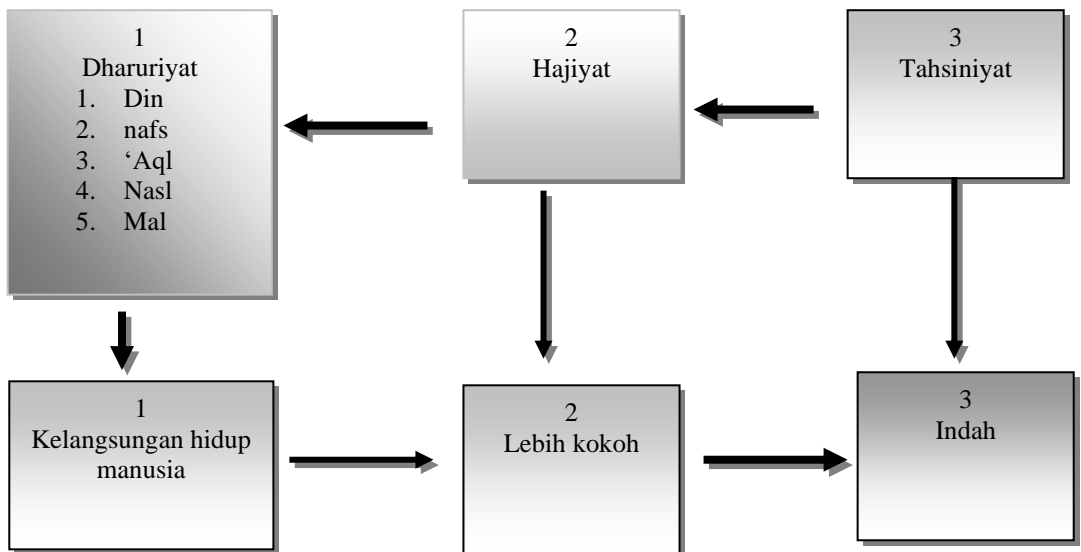 1
Dharuriyat
1. Din
2. nafs
3. ‘Aql
4. Nasl
5. Mal
2
Hajiyat
3
Tahsiniyat
1
Kelangsungan hidup
manusia
2
Lebih kokoh
3
Indah